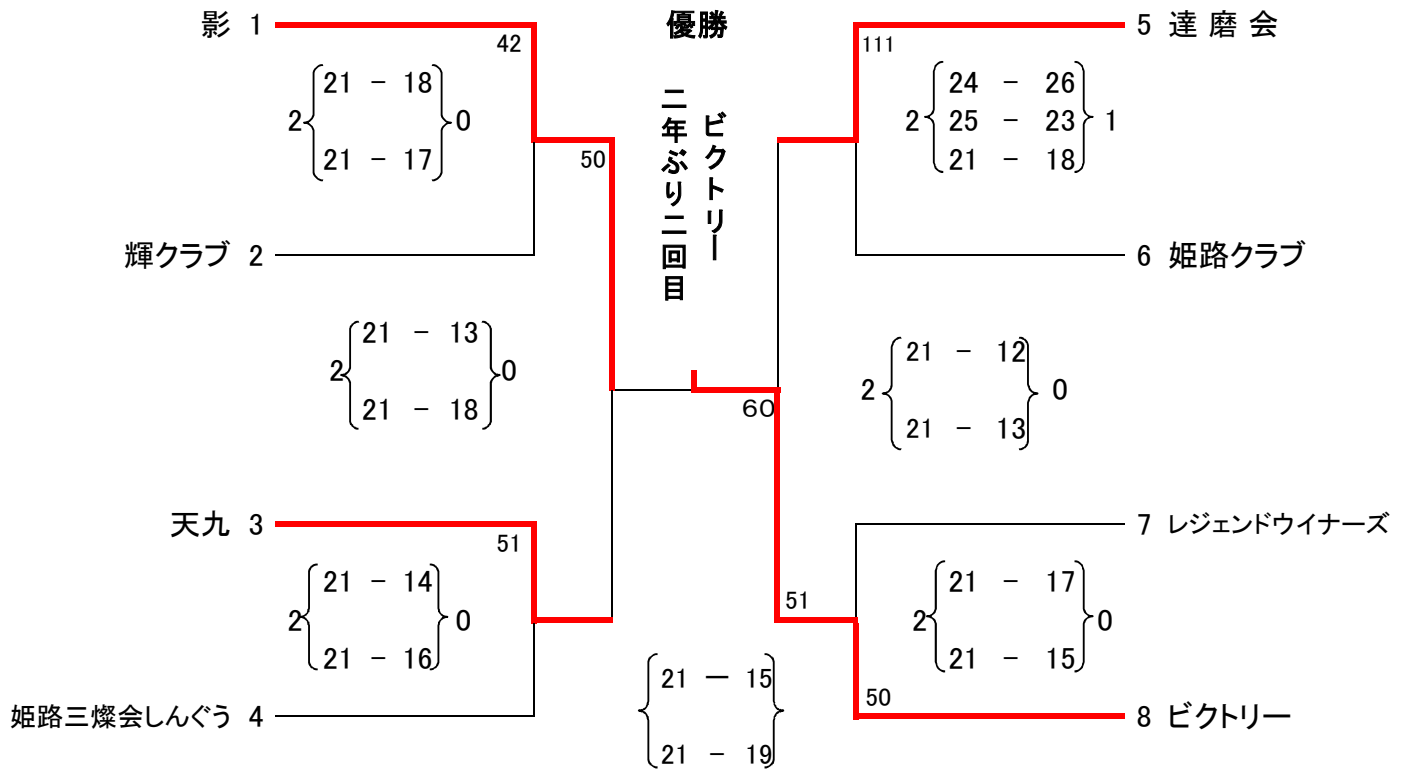 影 1
42
2 21 - 18 0
21 - 17
50
輝クラブ 2
2 21 - 13 0
21 - 18
天九 3
51
2 21 - 14 0
21 - 16
姫路三燦会しんぐう 4
優勝
ビクトリー
二年ぶり二回目
60
21 ー 15
21 - 19
5 達磨会
111
24 - 26
2 25 - 23 1
21 - 18
6 姫路クラブ
2 21 - 12 0
21 - 13
7 レジェンドウイナーズ
51
2 21 - 17 0
21 - 15
50
8 ビクトリー